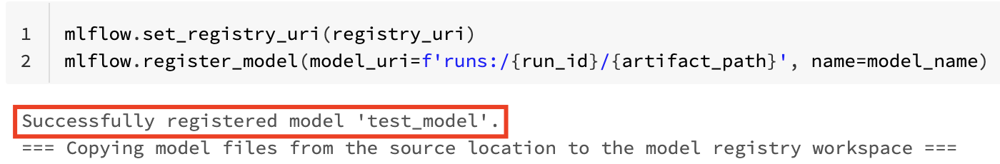 1 mlflow.set_registry_uri(registry_uri)
2 mlflow.register_model(model_uri=f'runs:/{run_id}/{artifact_path}', name=model_name)
Successfully registered model 'test_model'.
=== Copying model files from the source location to the model registry workspace ===